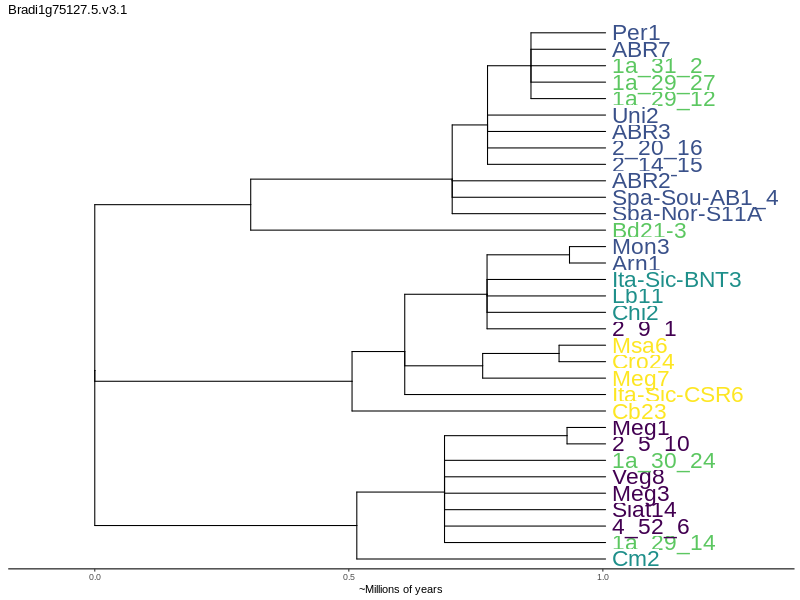 Bradi1g75127.5.v3.1
Per1
ABR7
1a_31_2
1a_29_27
1a_29_12
Uni2
ABR3
2_20_16
2_14_15
ABR2
Spa-Sou-AB1_4
Spa-Nor-S11A
Bd21-3
Mon3
Arn1
Ita-Sic-BNT3
Lb11
Chi2
2_9_1
Msa6
Cro24
Meg7
Ita-Sic-CSR6
Cb23
Meg1
2_5_10
1a_30_24
Veg8
Meg3
Siat14
4_52_6
1a_29_14
Cm2
0.0 0.5 1.0
~Millions of years